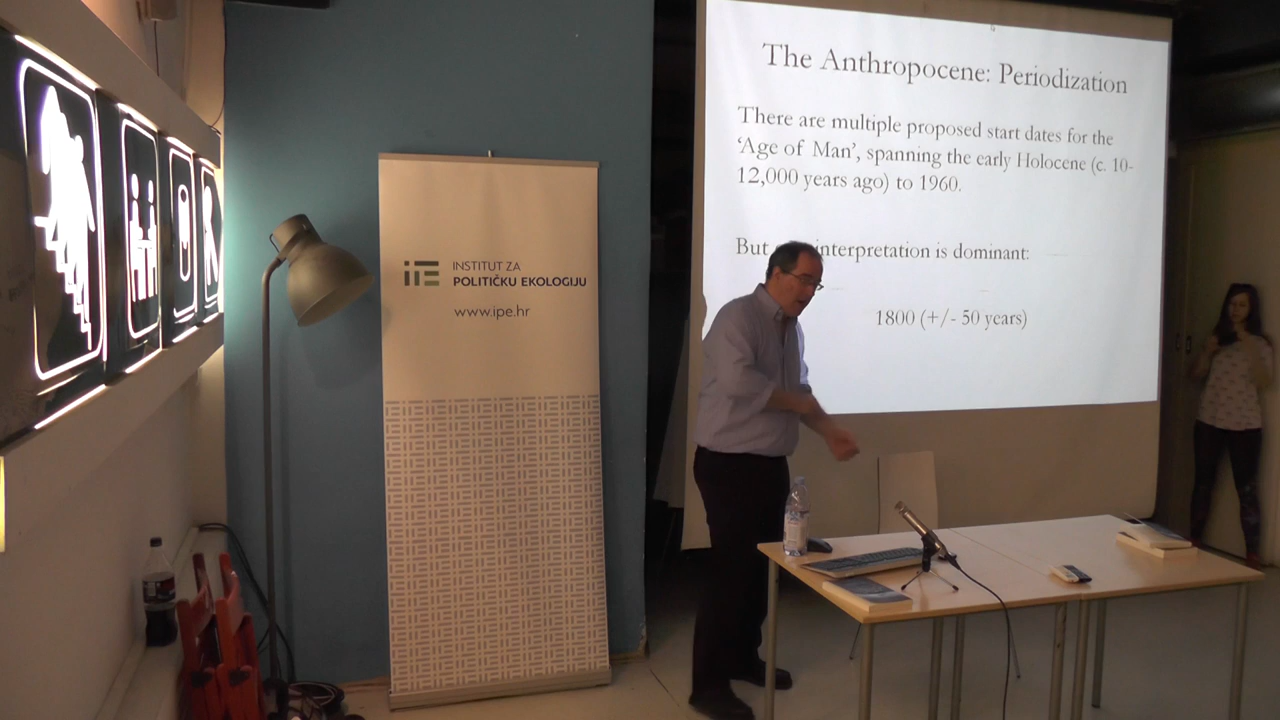 INSTITUT ZA
POLITIČKU EKOLOGIJU
www.ipe.hr
The Anthropocene: Periodization
There are multiple proposed start dates for the
‘Age of Man’, spanning the early Holocene (c. 10-
12,000 years ago) to 1960.
But interpretation is dominant:
1800 (+/- 50 years)